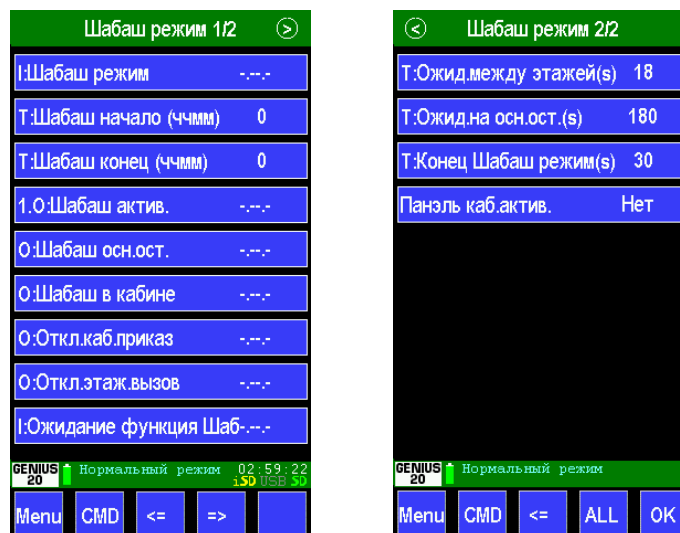 Шабаш режим 1/2 >
I:Шабаш режим -.--.-
T:Шабаш начало (ччмм) 0
T:Шабаш конец (ччмм) 0
1.O:Шабаш актив. -.--.-
O:Шабаш осн.ост. -.--.-
O:Шабаш в кабине -.--.-
O:Откл.каб.приказ -.--.-
O:Откл.этаж.вызов -.--.-
I:Ожидание функция Шаб-.--.-
GENIUS 20 Нормальный режим 02:59:22
iSD USB SD
Menu CMD <= =>
< Шабаш режим 2/2
T:Ожид.между этажей(s) 18
T:Ожид.на осн.ост.(s) 180
T:Конец Шабаш режим(s) 30
Панэль каб.актив. Нет
GENIUS 20 Нормальный режим
Menu CMD <= ALL OK